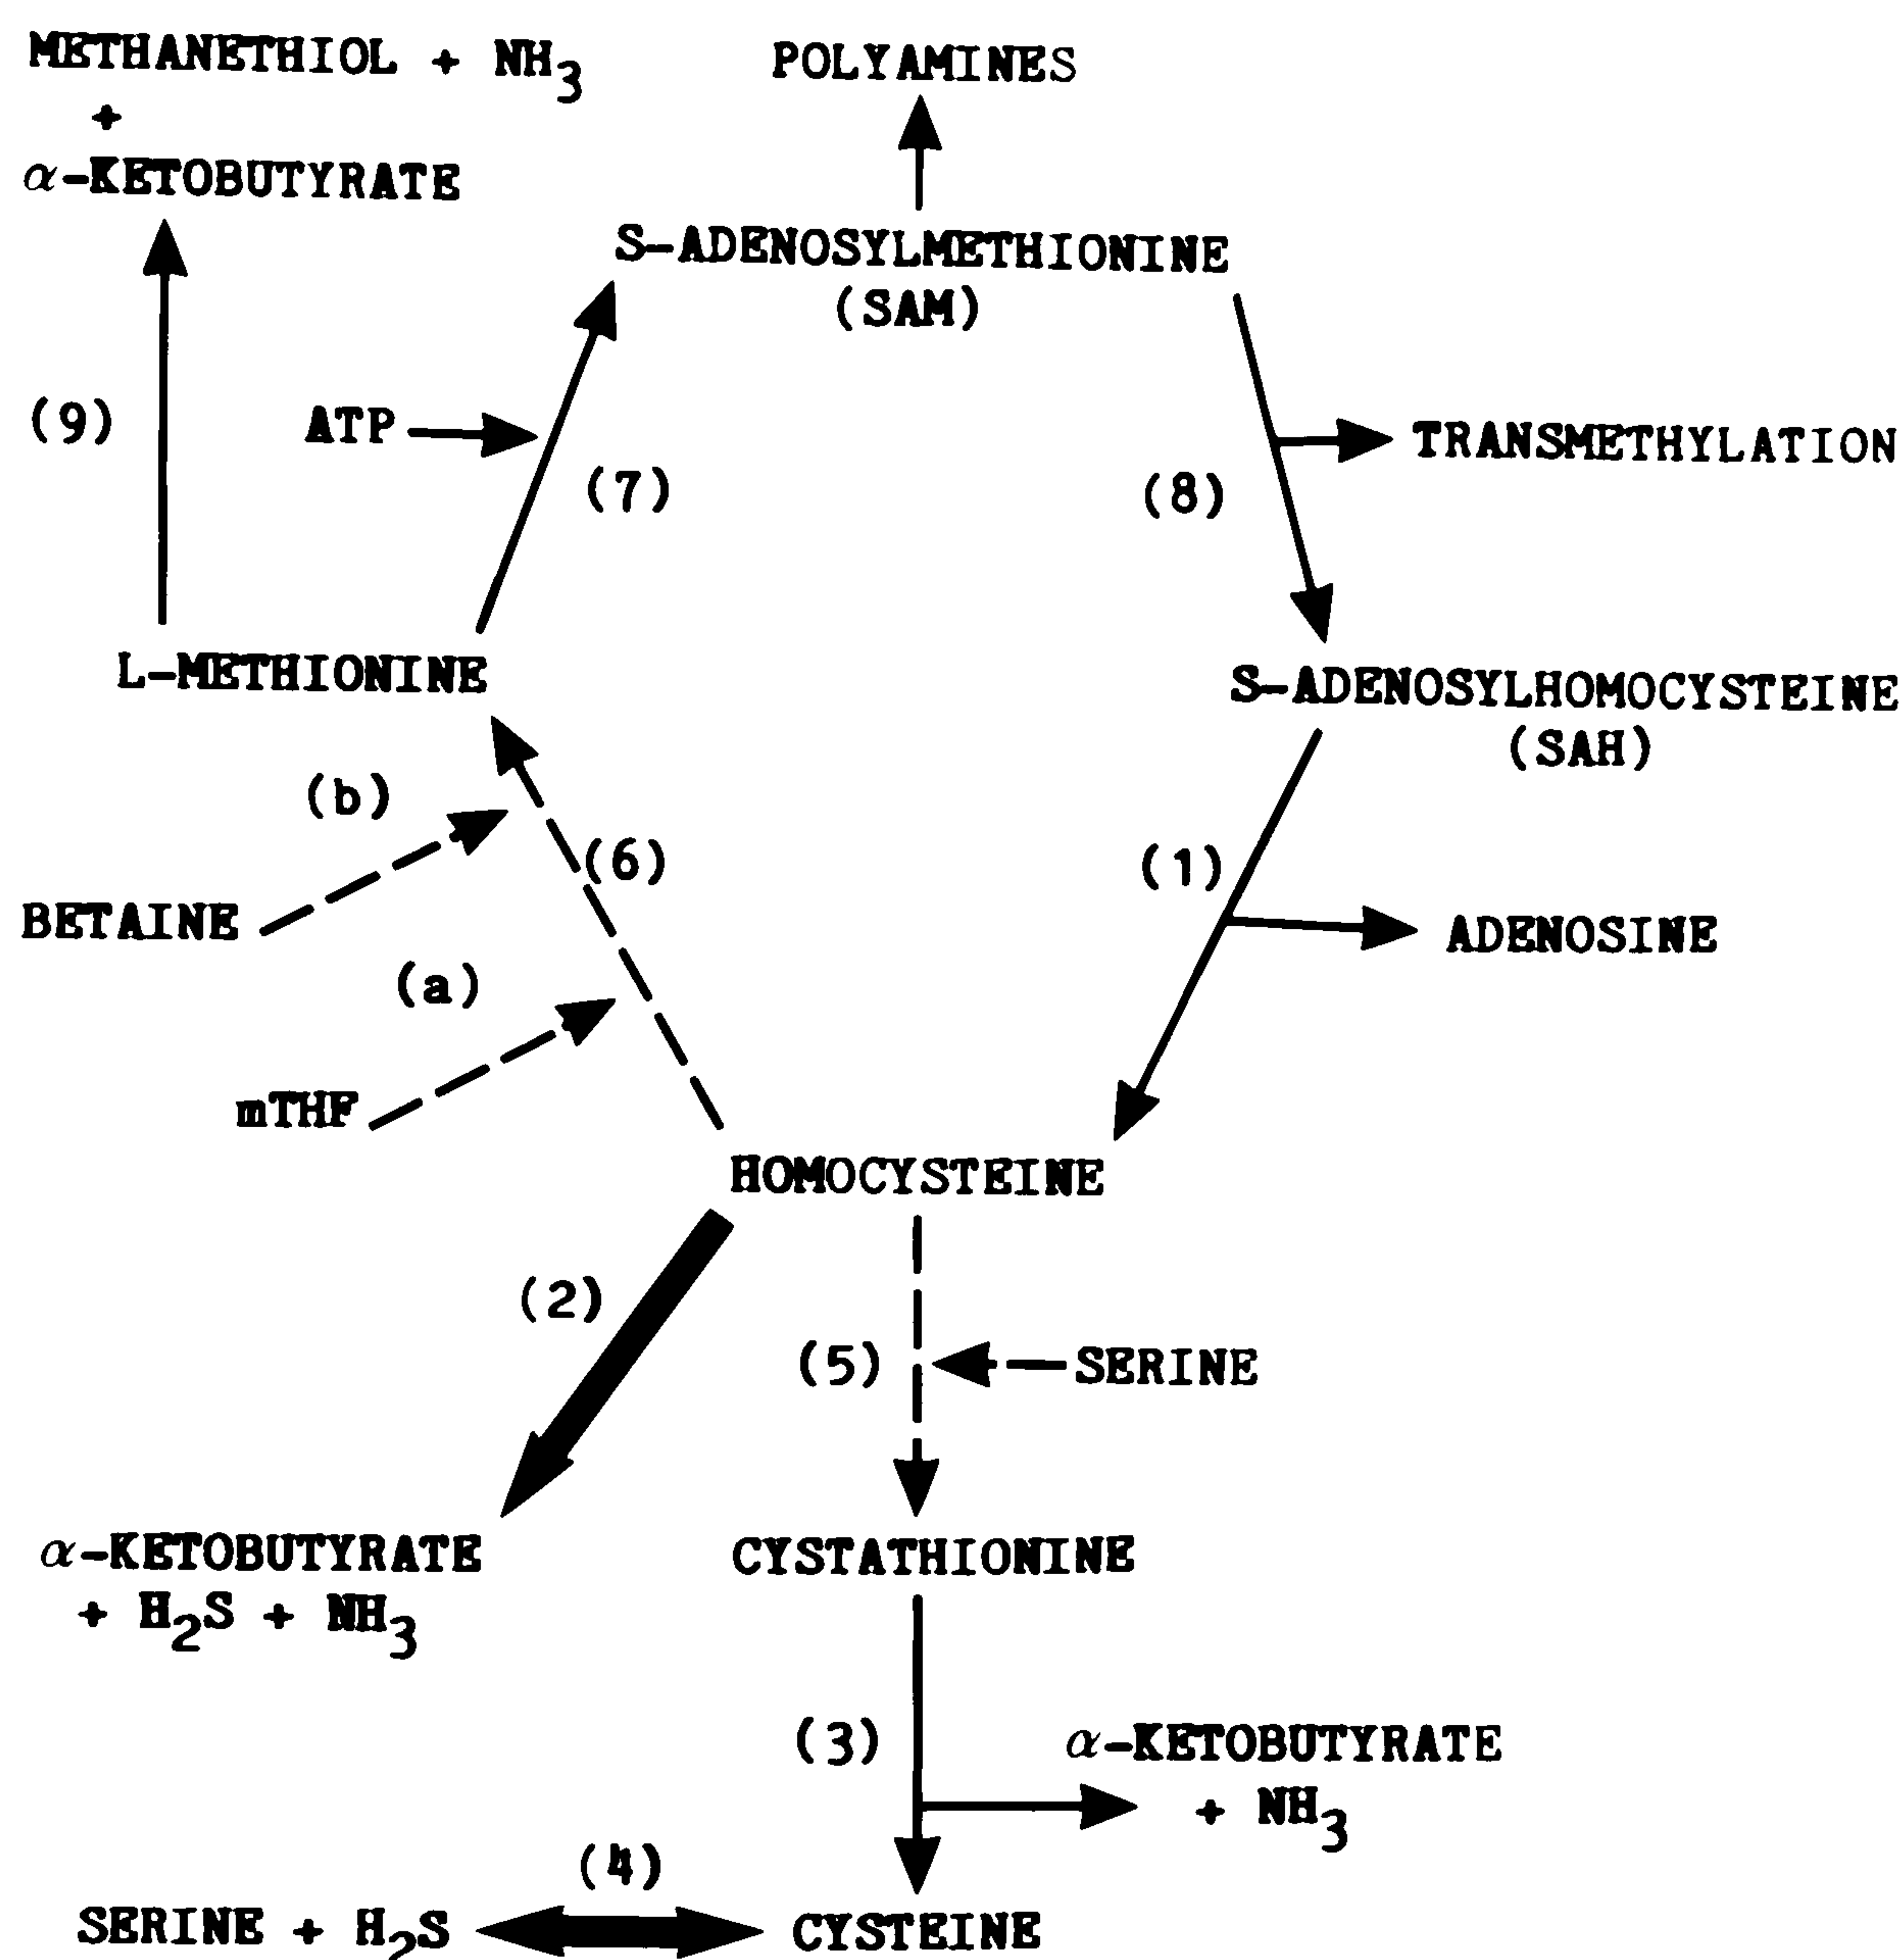 METHANETHIOL + NH3
+
α-KETOBUTYRATE
POLYAMINES
S-ADENOSYLMETHIONINE
(SAM)
(9)
ATP
(7)
(8)
TRANSMETHYLATION
L-METHIONINE
S-ADENOSYLHOMOCYSTEINE
(SAH)
(b)
(6)
(1)
BETAINE
ADENOSINE
(a)
mTHF
HOMOCYSTEINE
(2)
(5)
SERINE
α-KETOBUTYRATE
+ H2S + NH3
CYSTATHIONINE
(3)
α-KETOBUTYRATE
+ NH3
(4)
SERINE + H2S
CYSTEINE